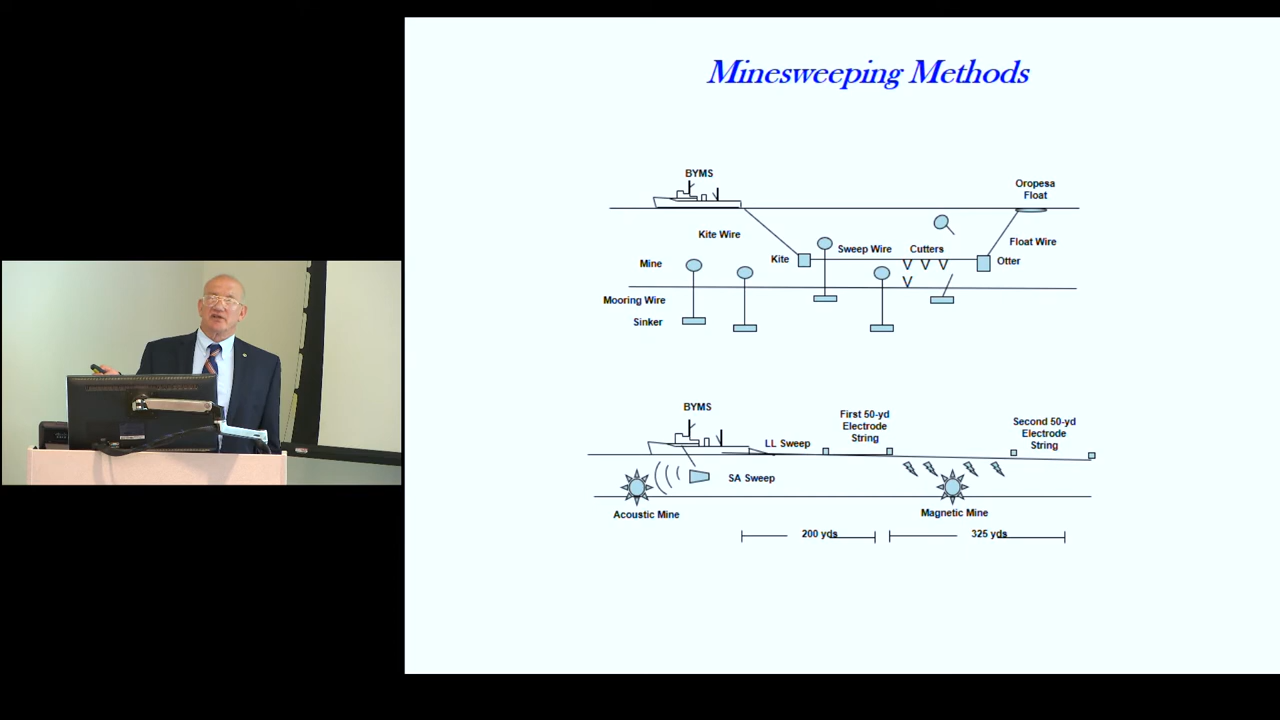 Minesweeping Methods
BYMS
Oropesa
Float
Kite Wire
Sweep Wire
Cutters
Float Wire
Mine
Kite
Otter
Mooring Wire
Sinker
BYMS
First 50-yd
Electrode
String
Second 50-yd
Electrode
String
LL Sweep
SA Sweep
Acoustic Mine
Magnetic Mine
200 yds
325 yds